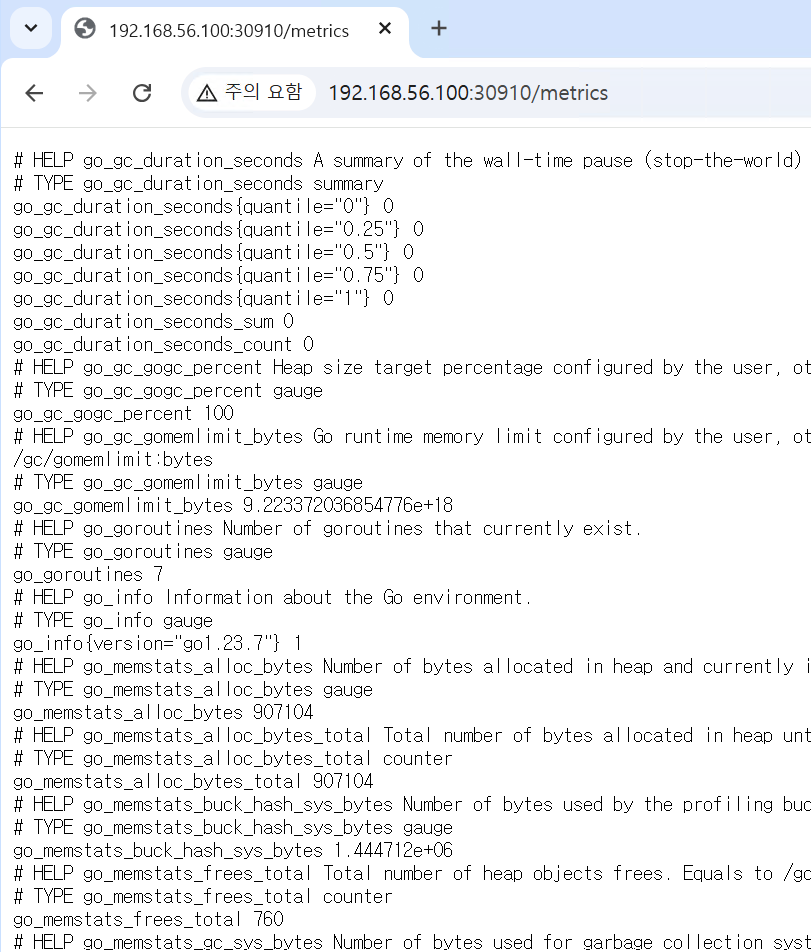 192.168.56.100:30910/metrics
주의 요함
192.168.56.100:30910/metrics
# HELP go_gc_duration_seconds A summary of the wall-time pause (stop-the-world)
# TYPE go_gc_duration_seconds summary
go_gc_duration_seconds{quantile="0"} 0
go_gc_duration_seconds{quantile="0.25"} 0
go_gc_duration_seconds{quantile="0.5"} 0
go_gc_duration_seconds{quantile="0.75"} 0
go_gc_duration_seconds{quantile="1"} 0
go_gc_duration_seconds_sum 0
go_gc_duration_seconds_count 0
# HELP go_gc_gogc_percent Heap size target percentage configured by the user, ot
# TYPE go_gc_gogc_percent gauge
go_gc_gogc_percent 100
# HELP go_gc_gomemlimit_bytes Go runtime memory limit configured by the user, ot
/gc/gomemlimit:bytes
# TYPE go_gc_gomemlimit_bytes gauge
go_gc_gomemlimit_bytes 9.223372036854776e+18
# HELP go_goroutines Number of goroutines that currently exist.
# TYPE go_goroutines gauge
go_goroutines 7
# HELP go_info Information about the Go environment.
# TYPE go_info gauge
go_info{version="go1.23.7"} 1
# HELP go_memstats_alloc_bytes Number of bytes allocated in heap and currently i
# TYPE go_memstats_alloc_bytes gauge
go_memstats_alloc_bytes 907104
# HELP go_memstats_alloc_bytes_total Total number of bytes allocated in heap unt
# TYPE go_memstats_alloc_bytes_total counter
go_memstats_alloc_bytes_total 907104
# HELP go_memstats_buck_hash_sys_bytes Number of bytes used by the profiling buc
# TYPE go_memstats_buck_hash_sys_bytes gauge
go_memstats_buck_hash_sys_bytes 1.444712e+06
# HELP go_memstats_frees_total Total number of heap objects frees. Equals to /gc
# TYPE go_memstats_frees_total counter
go_memstats_frees_total 760
# HELP go_memstats_gc_sys_bytes Number of bytes used for garbage collection syst